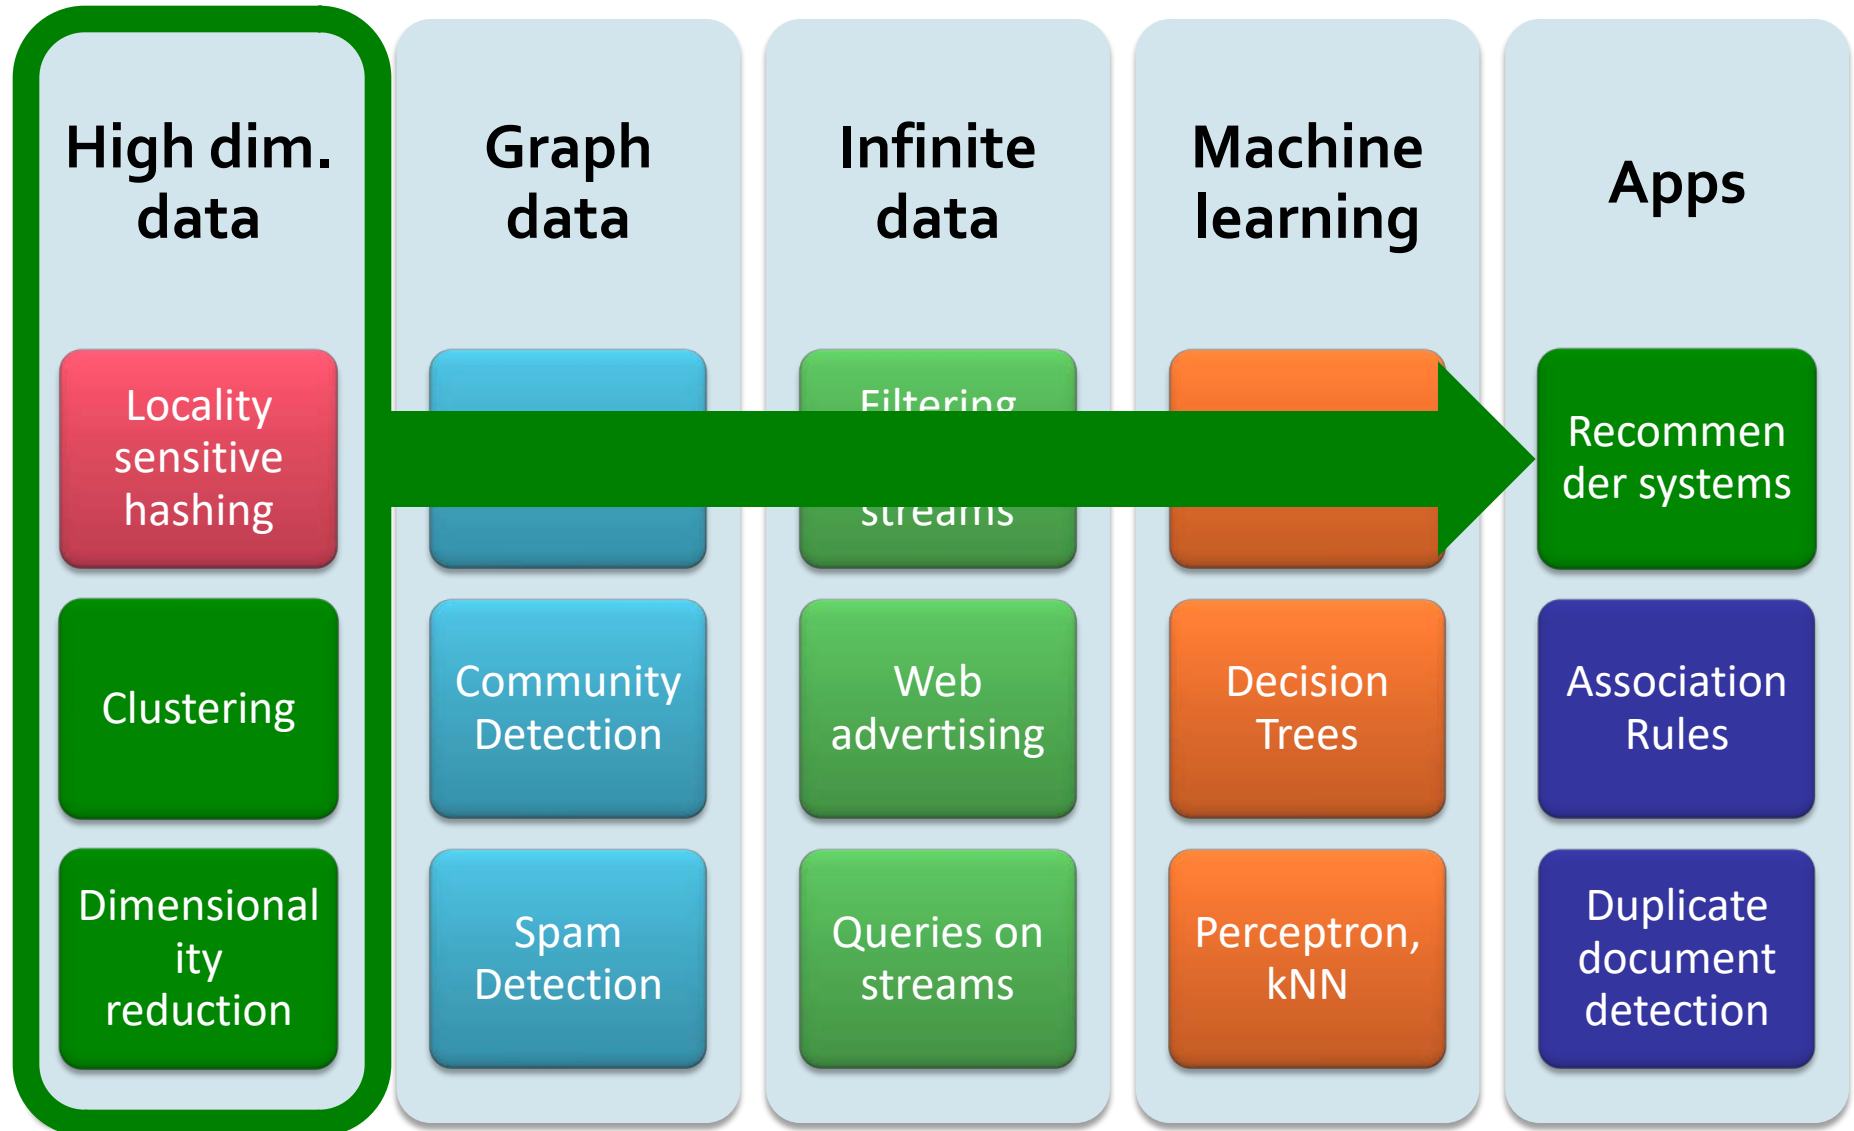 High dim.
data
Locality
sensitive
hashing
Clustering
Dimensional
ity
reduction
Graph
data
Community
Detection
Spam
Detection
Infinite
data
Filtering
streams
Web
advertising
Queries on
streams
Machine
learning
Decision
Trees
Perceptron,
kNN
Apps
Recommen
der systems
Association
Rules
Duplicate
document
detection